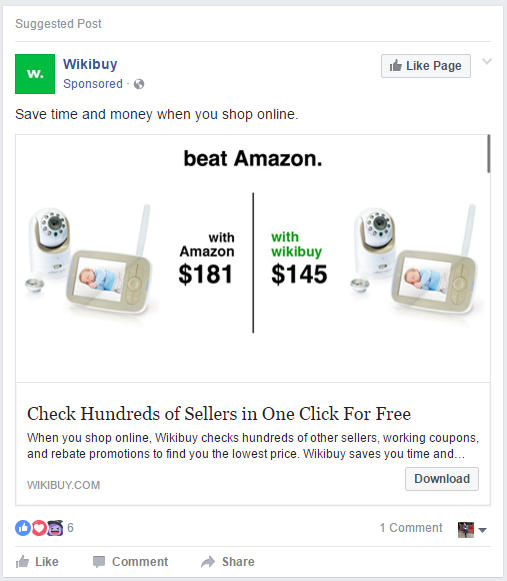 Suggested Post
w.
Wikibuy
Sponsored ·
Like Page
Save time and money when you shop online.
beat Amazon.
with
Amazon
$181
with
wikibuy
$145
Check Hundreds of Sellers in One Click For Free
When you shop online, Wikibuy checks hundreds of other sellers, working coupons,
and rebate promotions to find you the lowest price. Wikibuy saves you time and...
WIKIBUY.COM
Download
6
1 Comment
Like
Comment
Share